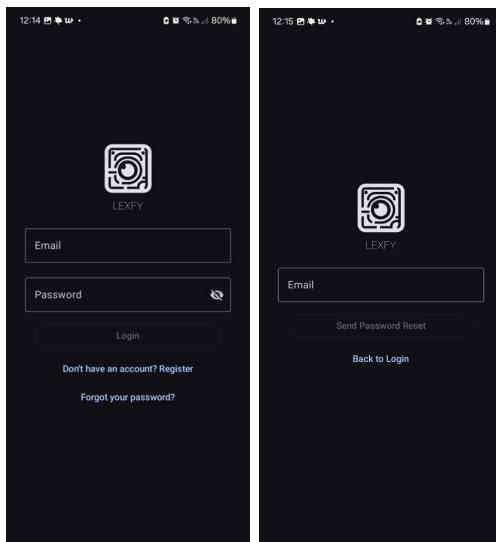 12:14
80%
LEXFY
Email
Password
Login
Don't have an account? Register
Forgot your password?
12:15
80%
LEXFY
Email
Send Password Reset
Back to Login